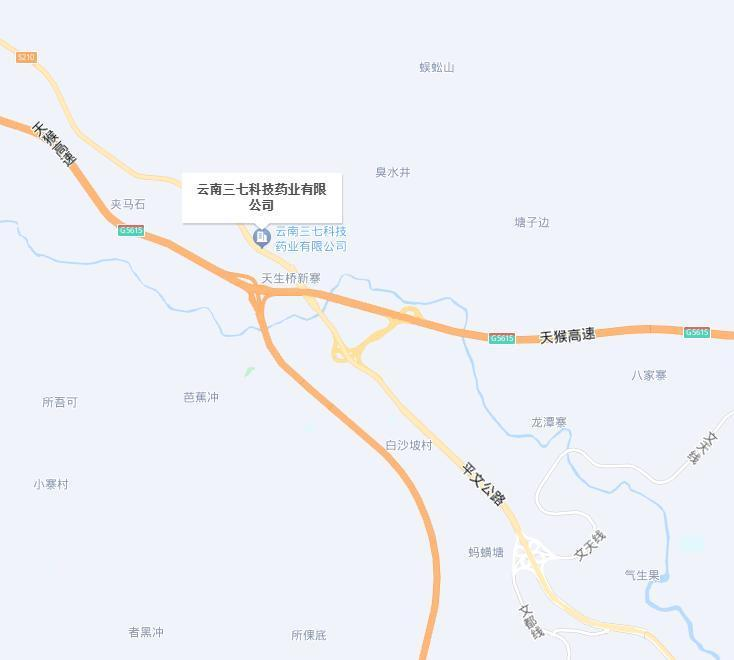 S210
蜈蚣山
天猴高速
臭水井
云南三七科技药业有限
公司
夹马石
塘子边
G5615
云南三七科技
药业有限公司
天生桥新寨
G5615
天猴高速
G5615
八家寨
芭蕉冲
所吾可
龙潭寨
白沙坡村
文天线
平文公路
小寨村
文天线
蚂蟥塘
气生果
文都线
者黑冲
所倮底